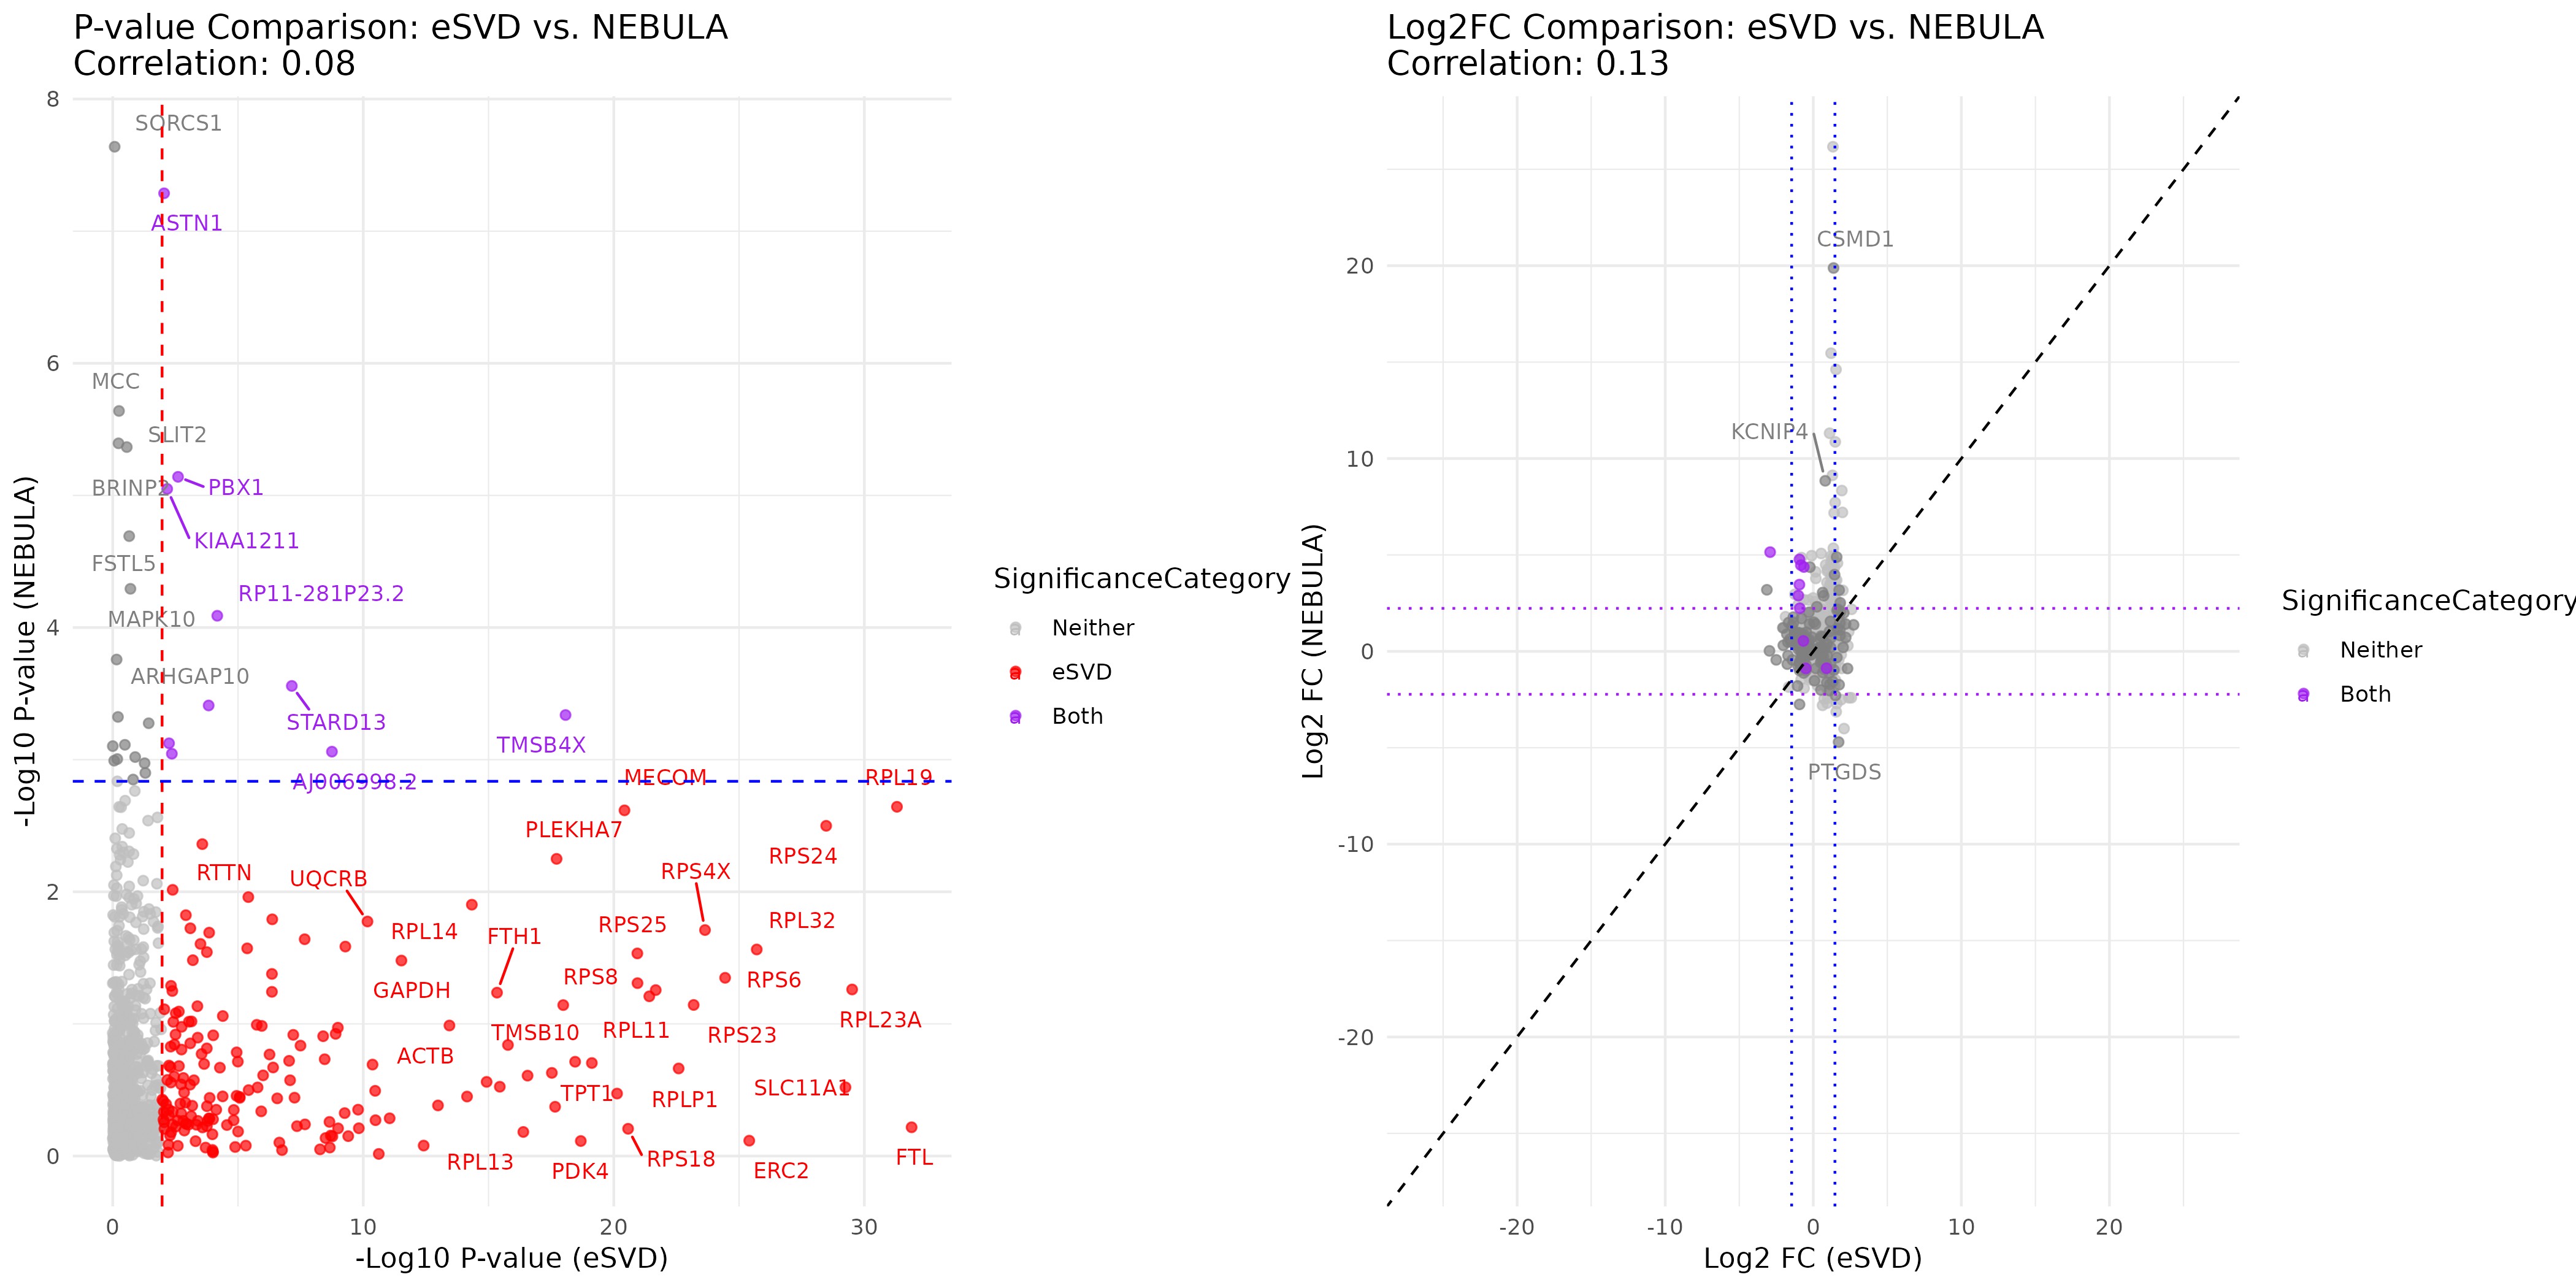 P-value Comparison: eSVD vs. NEBULA
Correlation: 0.08
8
6
4
2
0
-Log10 P-value (NEBULA)
SORCS1
ASTN1
MCC
SLIT2
BRINP2
PBX1
KIAA1211
FSTL5
RP11-281P23.2
MAPK10
ARHGAP10
STARD13
TMSB4X
AJ006998.2
MECOM
RPL19
PLEKHA7
RPS24
RTTN
UQCRB
RPS4X
RPL14
FTH1
RPS25
RPL32
GAPDH
RPS8
RPS6
TMSB10
RPL11
RPS23
RPL23A
ACTB
TPT1
RPLP1
SLC11A1
RPL13
PDK4
RPS18
ERC2
FTL
0
10
20
30
-Log10 P-value (eSVD)
SignificanceCategory
Neither
eSVD
Both
Log2FC Comparison: eSVD vs. NEBULA
Correlation: 0.13
20
10
0
-10
-20
Log2 FC (NEBULA)
CSMD1
KCNIP4
PTGDS
-20
-10
0
10
20
Log2 FC (eSVD)
SignificanceCategory
Neither
Both